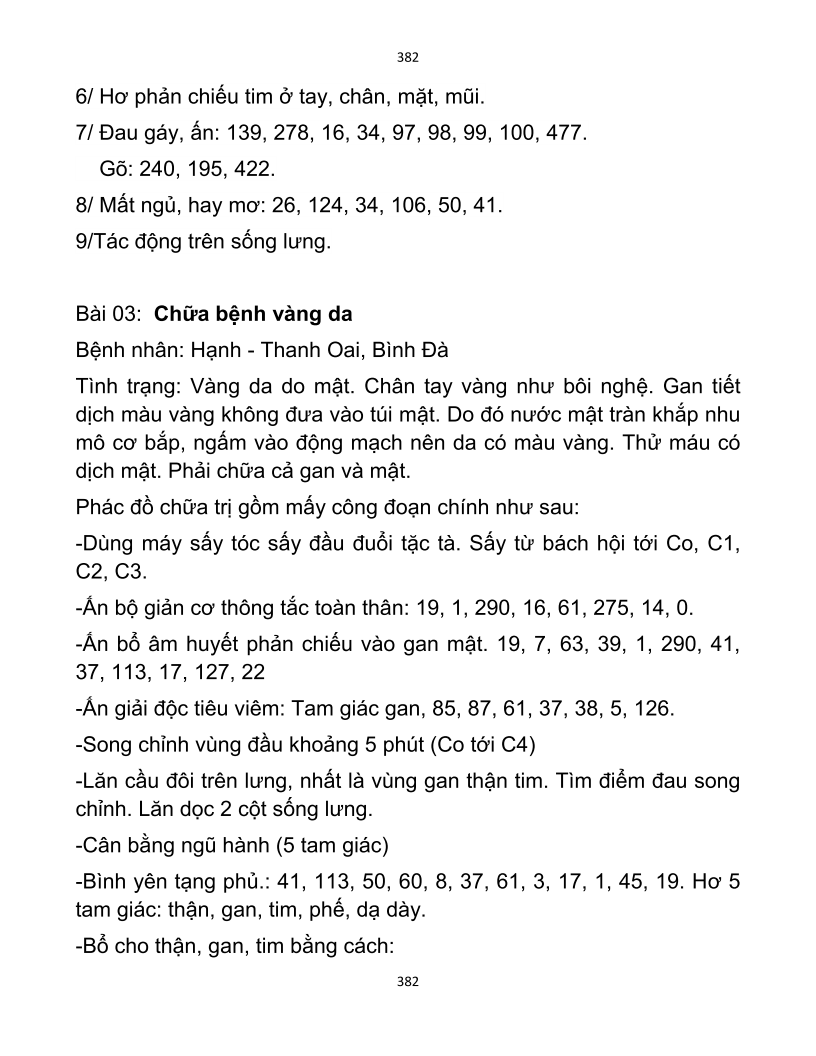 382
6/ Hơ phản chiếu tim ở tay, chân, mặt, mũi.
7/ Đau gáy, ấn: 139, 278, 16, 34, 97, 98, 99, 100, 477.
Gõ: 240, 195, 422.
8/ Mất ngủ, hay mơ: 26, 124, 34, 106, 50, 41.
9/Tác động trên sống lưng.
Bài 03: Chữa bệnh vàng da
Bệnh nhân: Hạnh - Thanh Oai, Bình Đà
Tình trạng: Vàng da do mật. Chân tay vàng như bôi nghệ. Gan tiết
dịch màu vàng không đưa vào túi mật. Do đó nước mật tràn khắp nhu
mô cơ bắp, ngấm vào động mạch nên da có màu vàng. Thử máu có
dịch mật. Phải chữa cả gan và mật.
Phác đồ chữa trị gồm mấy công đoạn chính như sau:
-Dùng máy sấy tóc sấy đầu đuổi tặc tà. Sấy từ bách hội tới Co, C1,
C2, C3.
-Ấn bộ giản cơ thông tắc toàn thân: 19, 1, 290, 16, 61, 275, 14, 0.
-Ấn bổ âm huyết phản chiếu vào gan mật. 19, 7, 63, 39, 1, 290, 41,
37, 113, 17, 127, 22
-Ấn giải độc tiêu viêm: Tam giác gan, 85, 87, 61, 37, 38, 5, 126.
-Song chỉnh vùng đầu khoảng 5 phút (Co tới C4)
-Lăn cầu đôi trên lưng, nhất là vùng gan thận tim. Tìm điểm đau song
chỉnh. Lăn dọc 2 cột sống lưng.
-Cân bằng ngũ hành (5 tam giác)
-Bình yên tạng phủ.: 41, 113, 50, 60, 8, 37, 61, 3, 17, 1, 45, 19. Hơ 5
tam giác: thận, gan, tim, phế, dạ dày.
-Bổ cho thận, gan, tim bằng cách:
382